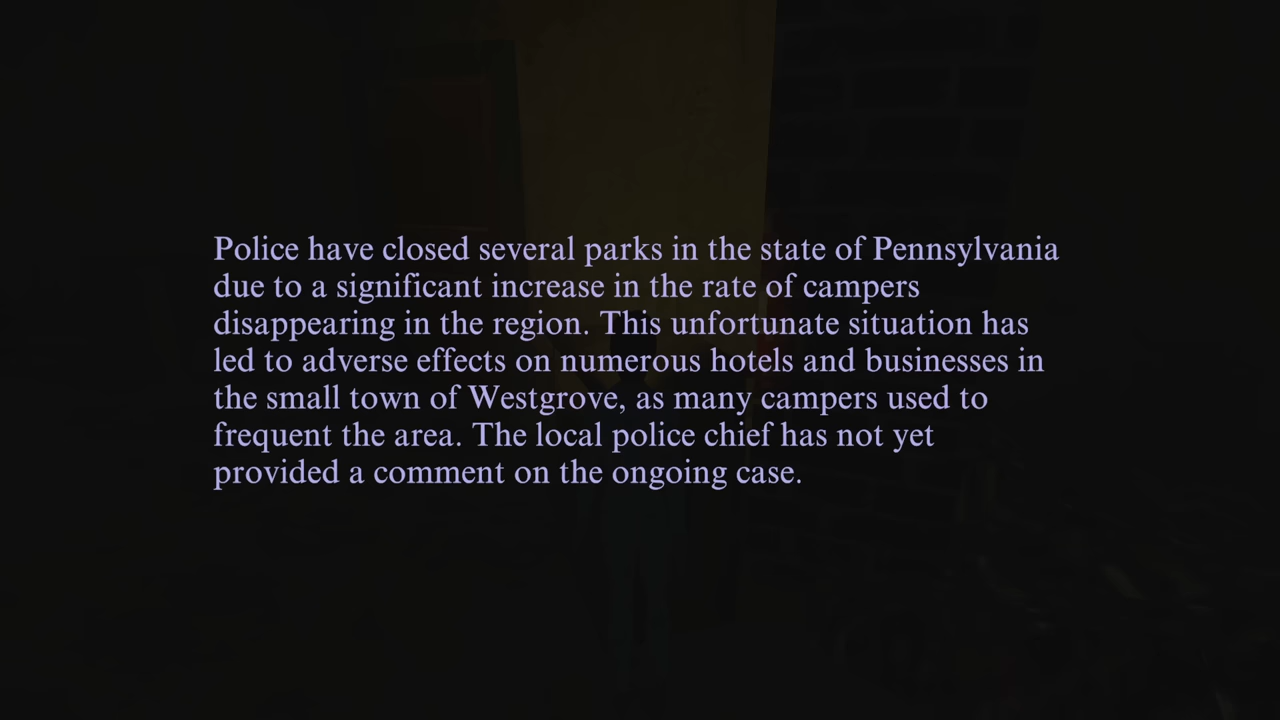 Police have closed several parks in the state of Pennsylvania
due to a significant increase in the rate of campers
disappearing in the region. This unfortunate situation has
led to adverse effects on numerous hotels and businesses in
the small town of Westgrove, as many campers used to
frequent the area. The local police chief has not yet
provided a comment on the ongoing case.